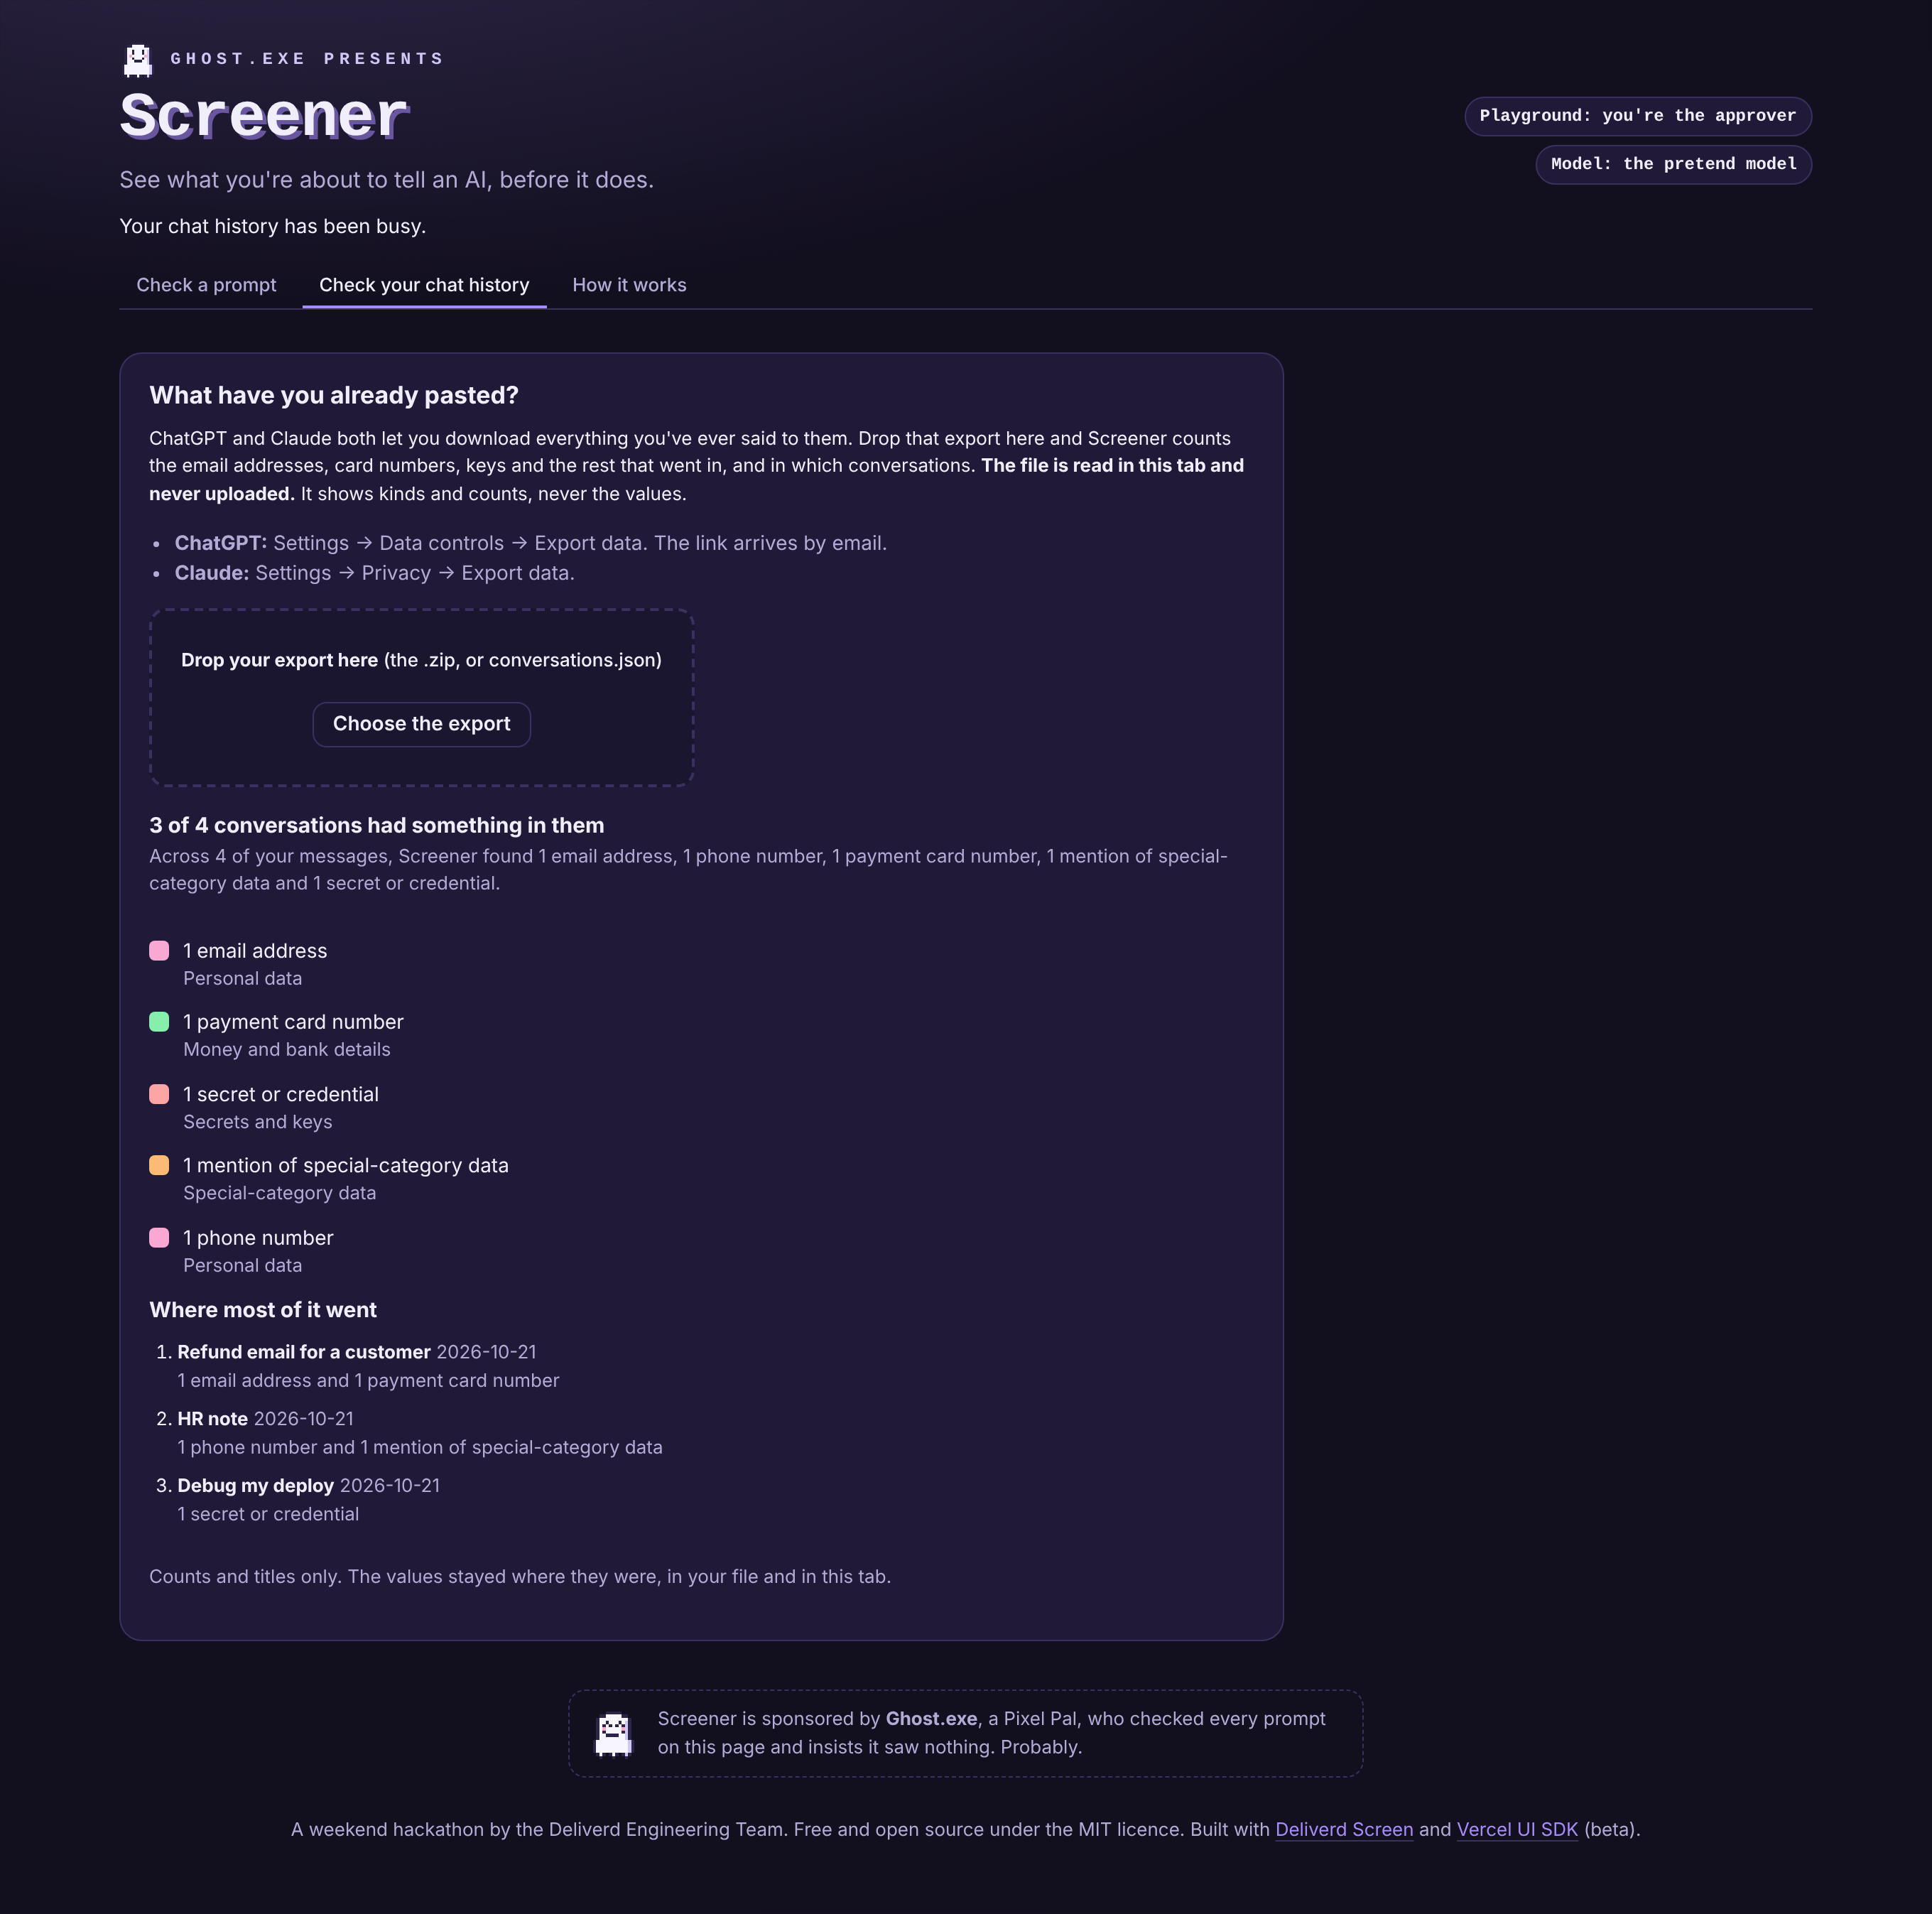 GHOST.EXE PRESENTS
Screener
See what you're about to tell an AI, before it does.
Your chat history has been busy.
Playground: you're the approver
Model: the pretend model
Check a prompt
Check your chat history
How it works
What have you already pasted?
ChatGPT and Claude both let you download everything you've ever said to them. Drop that export here and Screener counts
the email addresses, card numbers, keys and the rest that went in, and in which conversations. The file is read in this tab and
never uploaded. It shows kinds and counts, never the values.
• ChatGPT: Settings → Data controls → Export data. The link arrives by email.
• Claude: Settings → Privacy → Export data.
Drop your export here (the .zip, or conversations.json)
Choose the export
3 of 4 conversations had something in them
Across 4 of your messages, Screener found 1 email address, 1 phone number, 1 payment card number, 1 mention of special-
category data and 1 secret or credential.
1 email address
Personal data
1 payment card number
Money and bank details
1 secret or credential
Secrets and keys
1 mention of special-category data
Special-category data
1 phone number
Personal data
Where most of it went
1. Refund email for a customer 2026-10-21
1 email address and 1 payment card number
2. HR note 2026-10-21
1 phone number and 1 mention of special-category data
3. Debug my deploy 2026-10-21
1 secret or credential
Counts and titles only. The values stayed where they were, in your file and in this tab.
Screener is sponsored by Ghost.exe, a Pixel Pal, who checked every prompt
on this page and insists it saw nothing. Probably.
A weekend hackathon by the Deliverd Engineering Team. Free and open source under the MIT licence. Built with Deliverd Screen and Vercel UI SDK (beta).